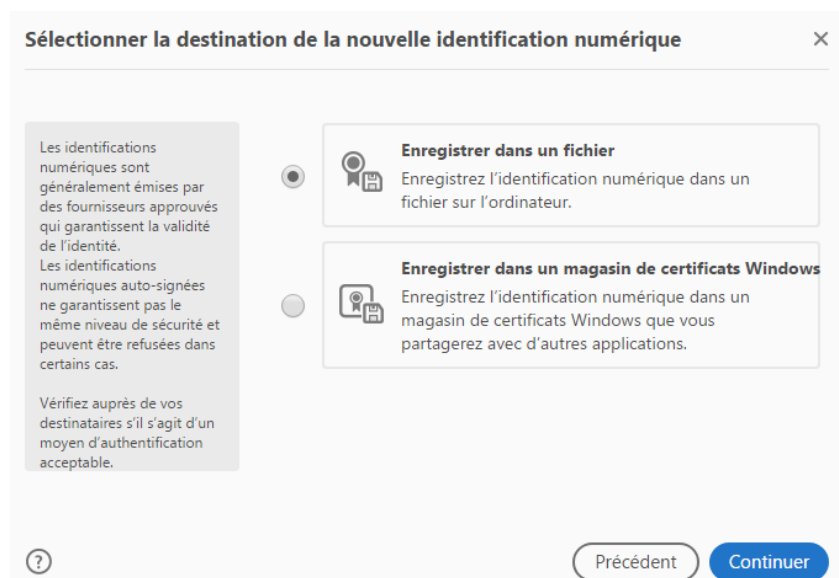 Sélectionner la destination de la nouvelle identification numérique
Les identifications
numériques sont
généralement émises par
des fournisseurs approuvés
qui garantissent la validité
de l'identité.
Les identifications
numériques auto-signées
ne garantissent pas le
même niveau de sécurité et
peuvent être refusées dans
certains cas.
Vérifiez auprès de vos
destinataires s'il s'agit d'un
moyen d'authentification
acceptable.
Enregistrer dans un fichier
Enregistrez l'identification numérique dans un
fichier sur l'ordinateur.
Enregistrer dans un magasin de certificats Windows
Enregistrez l'identification numérique dans un
magasin de certificats Windows que vous
partagerez avec d'autres applications.
Précédent
Continuer